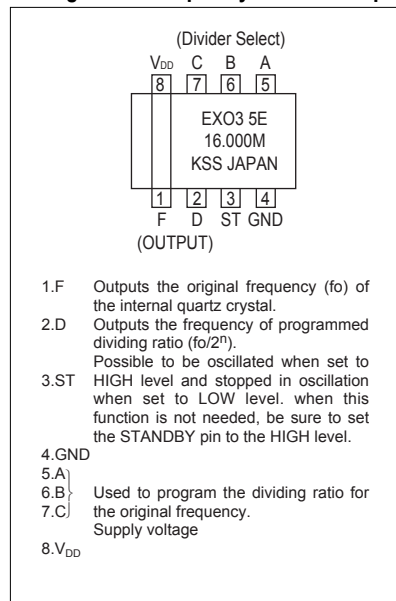 (Divider Select)
VDD C B A
8 7 6 5
EXO3 5E
16.000M
KSS JAPAN
1 2 3 4
F D ST GND
(OUTPUT)
1.F Outputs the original frequency (fo) of
the internal quartz crystal.
2.D Outputs the frequency of programmed
dividing ratio (fo/2ⁿ).
Possible to be oscillated when set to
3.ST HIGH level and stopped in oscillation
when set to LOW level. when this
function is not needed, be sure to set
the STANDBY pin to the HIGH level.
4.GND
5.A
6.B Used to program the dividing ratio for
7.C the original frequency.
Supply voltage
8.VDD